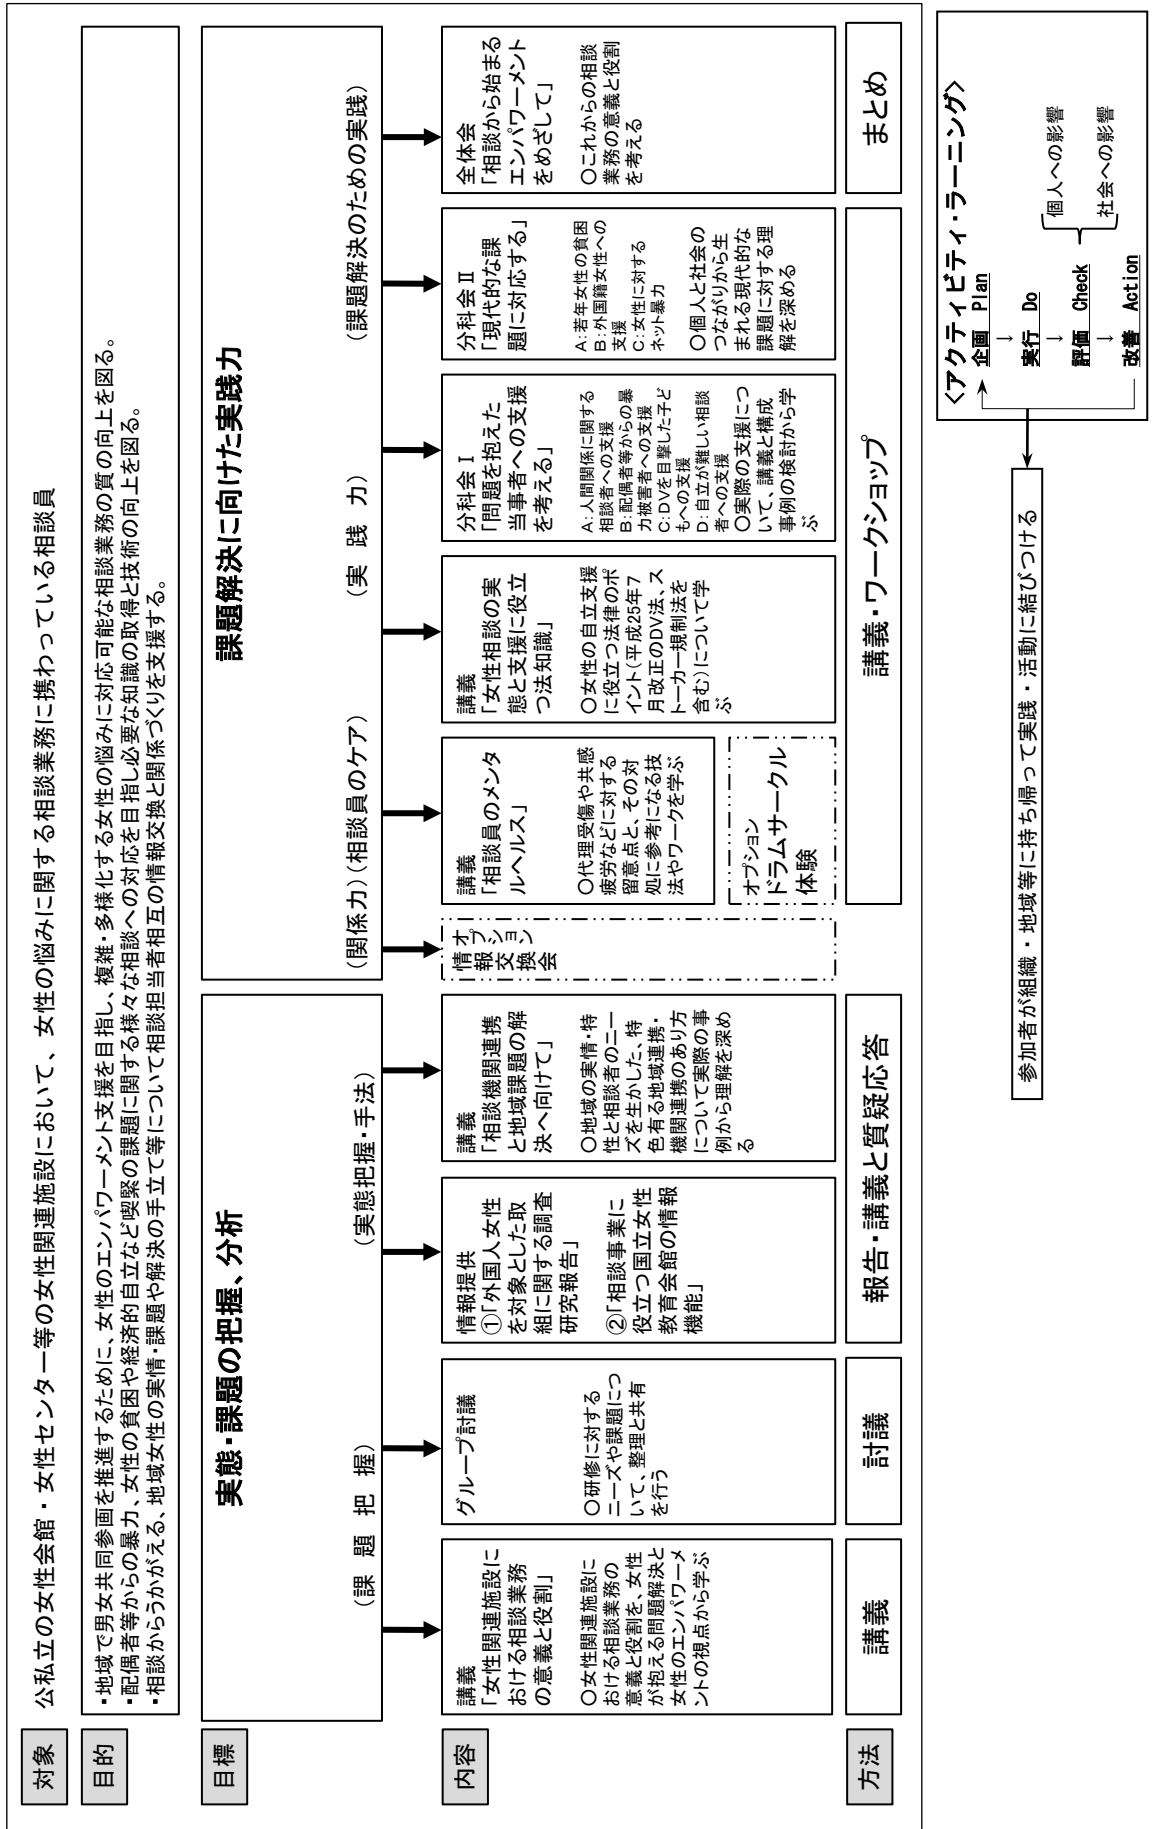 対象
公私立の女性会館・女性センター等の女性関連施設において、女性の悩みに関する相談業務に携わっている相談員
目的
・地域で男女共同参画を推進するために、女性のエンパワーメント支援を目指し、複雑・多様化する女性の悩みに対応可能な相談業務の質の向上を図る。
・配偶者等からの暴力、女性の貧困や経済的自立など喫緊の課題に関する様々な相談への対応を目指し必要な知識の取得と技術の向上を図る。
・相談からうかがえる、地域女性の実情・課題や解決の手立て等について相談担当者相互の情報交換と関係づくりを支援する。
目標
実態・課題の把握、分析
(課 題 把 握)
(実態把握・手法)
課題解決に向けた実践力
(関係力)
(相談員のケア)
(実 践 力)
(課題解決のための実践)
内容
講義
「女性関連施設に
おける相談業務
の意義と役割」
○女性関連施設に
おける相談業務の
意義と役割を、女性
が抱える問題解決と
女性のエンパワーメ
ントの視点から学ぶ
グループ討議
○研修に対する
ニーズや課題につ
いて、整理と共有
を行う
情報提供
①「外国人女性
を対象とした取
組に関する調査
研究報告」
②「相談事業に
役立つ国立女性
教育会館の情報
機能」
講義
「相談機関連携
と地域課題の解
決へ向けて」
○地域の実情・特
性と相談者のニー
ズを生かした、特
色有る地域連携・
機関連携のあり方
について実際の事
例から理解を深め
る
オプション
情報交換会
講義
「相談員のメンタ
ルヘルス」
○代理受傷や共感
疲労などに対する
留意点と、その対
処に参考になる技
法やワークを学ぶ
オプション
ドラムサークル
体験
講義
「女性相談の実
態と支援に役立
つ法知識」
○女性の自立支援
に役立つ法律のポ
イント(平成25年7
月改正のDV法、ス
トーカー規制法を
含む)について学
ぶ
分科会Ⅰ
「問題を抱えた
当事者への支援
を考える」
A:人間関係に関する
相談者への支援
B:配偶者等からの暴
力被害者への支援
C:DVを目撃した子ど
もへの支援
D:自立が難しい相談
者への支援
○実際の支援につ
いて、講義と構成
事例の検討から学
ぶ
分科会Ⅱ
「現代的な課
題に対応する」
A:若年女性の貧困
B:外国籍女性への
支援
C:女性に対する
ネット暴力
○個人と社会の
つながりから生
まれる現代的な
課題に対する理
解を深める
全体会
「相談から始まる
エンパワーメント
をめざして」
○これからの相談
業務の意義と役割
を考える
方法
講義
討議
報告・講義と質疑応答
講義・ワークショップ
まとめ
参加者が組織・地域等に持ち帰って実践・活動に結びつける
<アクティビティ・ラーニング>
企画 Plan
↓
実行 Do
↓
評価 Check
個人への影響
社会への影響
↓
改善 Action